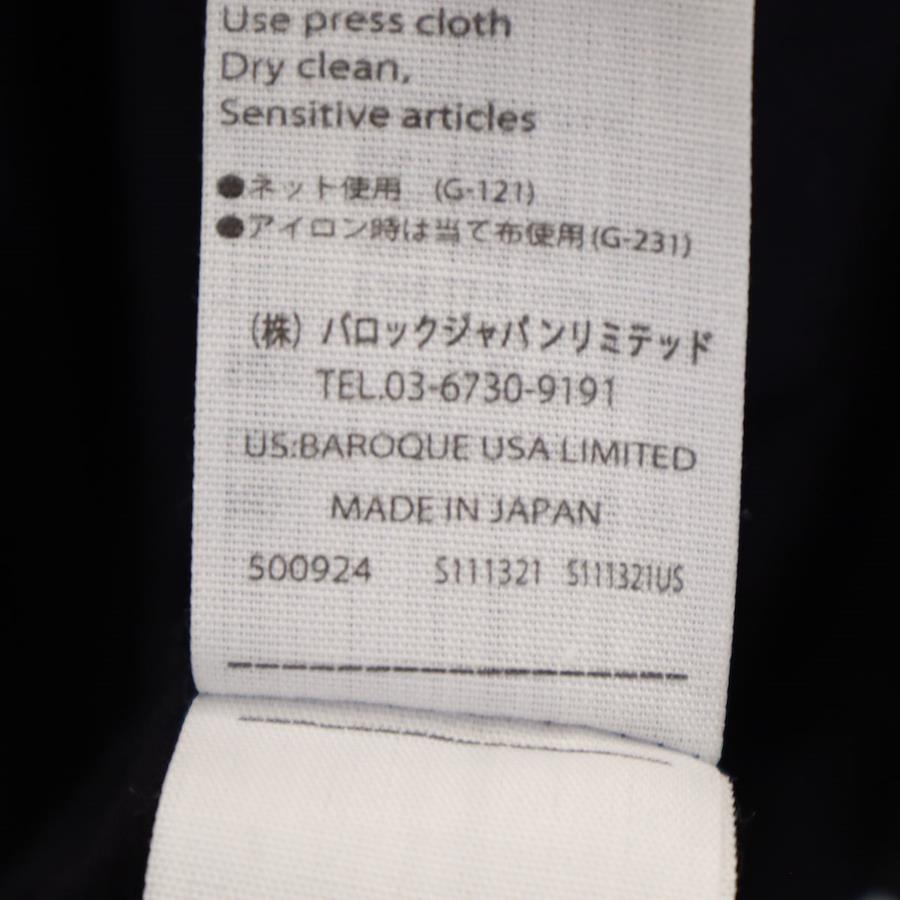 Use press cloth
Dry clean,
Sensitive articles
●ネット使用 (G-121)
●アイロン時は当て布使用(G-231)
(株) バロックジャパンリミテッド
TEL.03-6730-9191
US:BAROQUE USA LIMITED
MADE IN JAPAN
S00924 S111321 S111321US